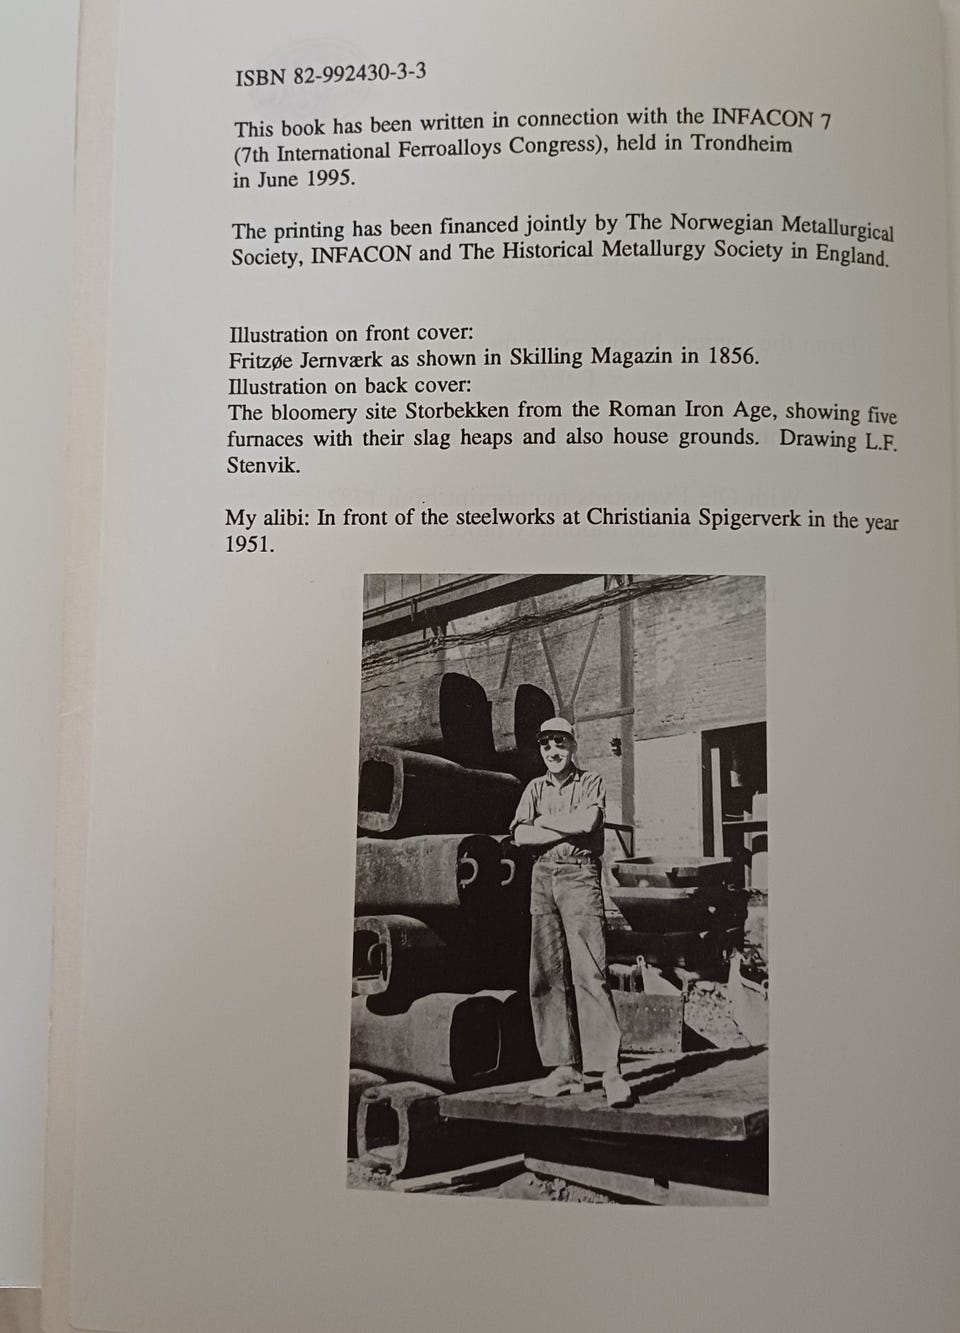 ISBN 82-992430-3-3
This book has been written in connection with the INFACON 7
(7th International Ferroalloys Congress), held in Trondheim
in June 1995.
The printing has been financed jointly by The Norwegian Metallurgical
Society, INFACON and The Historical Metallurgy Society in England.
Illustration on front cover:
Fritzøe Jernværk as shown in Skilling Magazin in 1856.
Illustration on back cover:
The bloomery site Storbekken from the Roman Iron Age, showing five
furnaces with their slag heaps and also house grounds. Drawing L.F.
Stenvik.
My alibi: In front of the steelworks at Christiania Spigerverk in the year
1951.